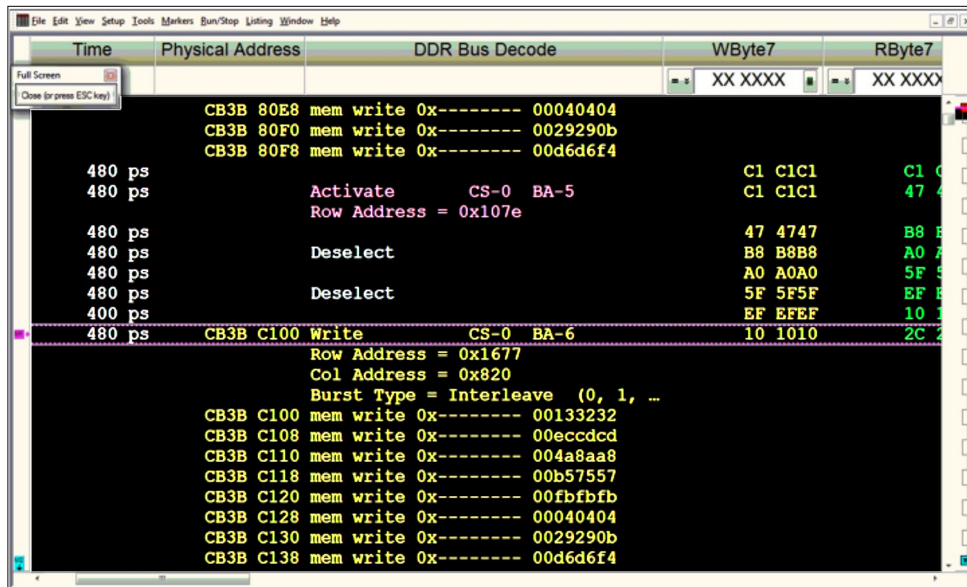 File Edit View Setup Tools Markers Run/Stop Listing Window Help
Time Physical Address DDR Bus Decode WByte7 RByte7
Full Screen
Close (or press ESC key)
XX XXXX XX XXXX
CB3B 80E8 mem write 0x-------- 00040404
CB3B 80F0 mem write 0x-------- 0029290b
CB3B 80F8 mem write 0x-------- 00d6d6f4
480 ps C1 C1C1 C1
480 ps Activate CS-0 BA-5 C1 C1C1 47
Row Address = 0x107e
480 ps 47 4747 B8
480 ps Deselect B8 B8B8 A0
480 ps A0 A0A0 5F
480 ps Deselect 5F 5F5F EF
400 ps EF EFEF 10
480 ps CB3B C100 Write CS-0 BA-6 10 1010 2C
Row Address = 0x1677
Col Address = 0x820
Burst Type = Interleave (0, 1, …
CB3B C100 mem write 0x-------- 00133232
CB3B C108 mem write 0x-------- 00eccdcd
CB3B C110 mem write 0x-------- 004a8aa8
CB3B C118 mem write 0x-------- 00b57557
CB3B C120 mem write 0x-------- 00fbfbfb
CB3B C128 mem write 0x-------- 00040404
CB3B C130 mem write 0x-------- 0029290b
CB3B C138 mem write 0x-------- 00d6d6f4